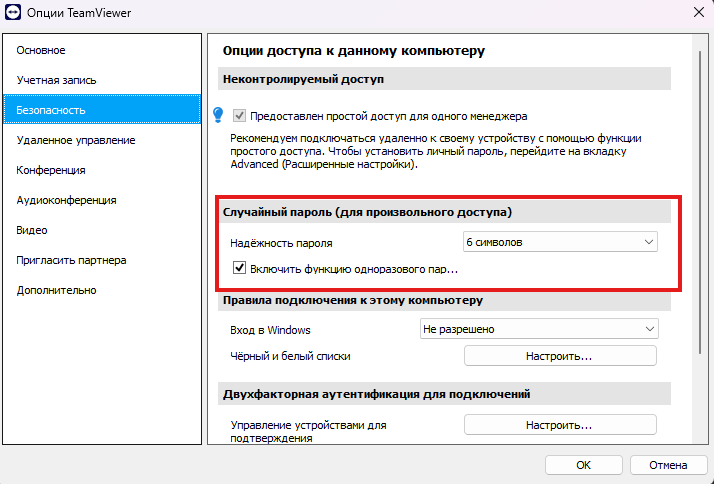 Опции TeamViewer
Основное
Учетная запись
Безопасность
Удаленное управление
Конференция
Аудиоконференция
Видео
Пригласить партнера
Дополнительно
Опции доступа к данному компьютеру
Неконтролируемый доступ
Предоставлен простой доступ для одного менеджера
Рекомендуем подключаться удаленно к своему устройству с помощью функции
простого доступа. Чтобы установить личный пароль, перейдите на вкладку
Advanced (Расширенные настройки).
Случайный пароль (для произвольного доступа)
Надёжность пароля 6 символов
Включить функцию одноразового пар...
Правила подключения к этому компьютеру
Вход в Windows Не разрешено
Чёрный и белый списки Настроить...
Двухфакторная аутентификация для подключений
Управление устройствами для Настроить...
подтверждения
OK Отмена